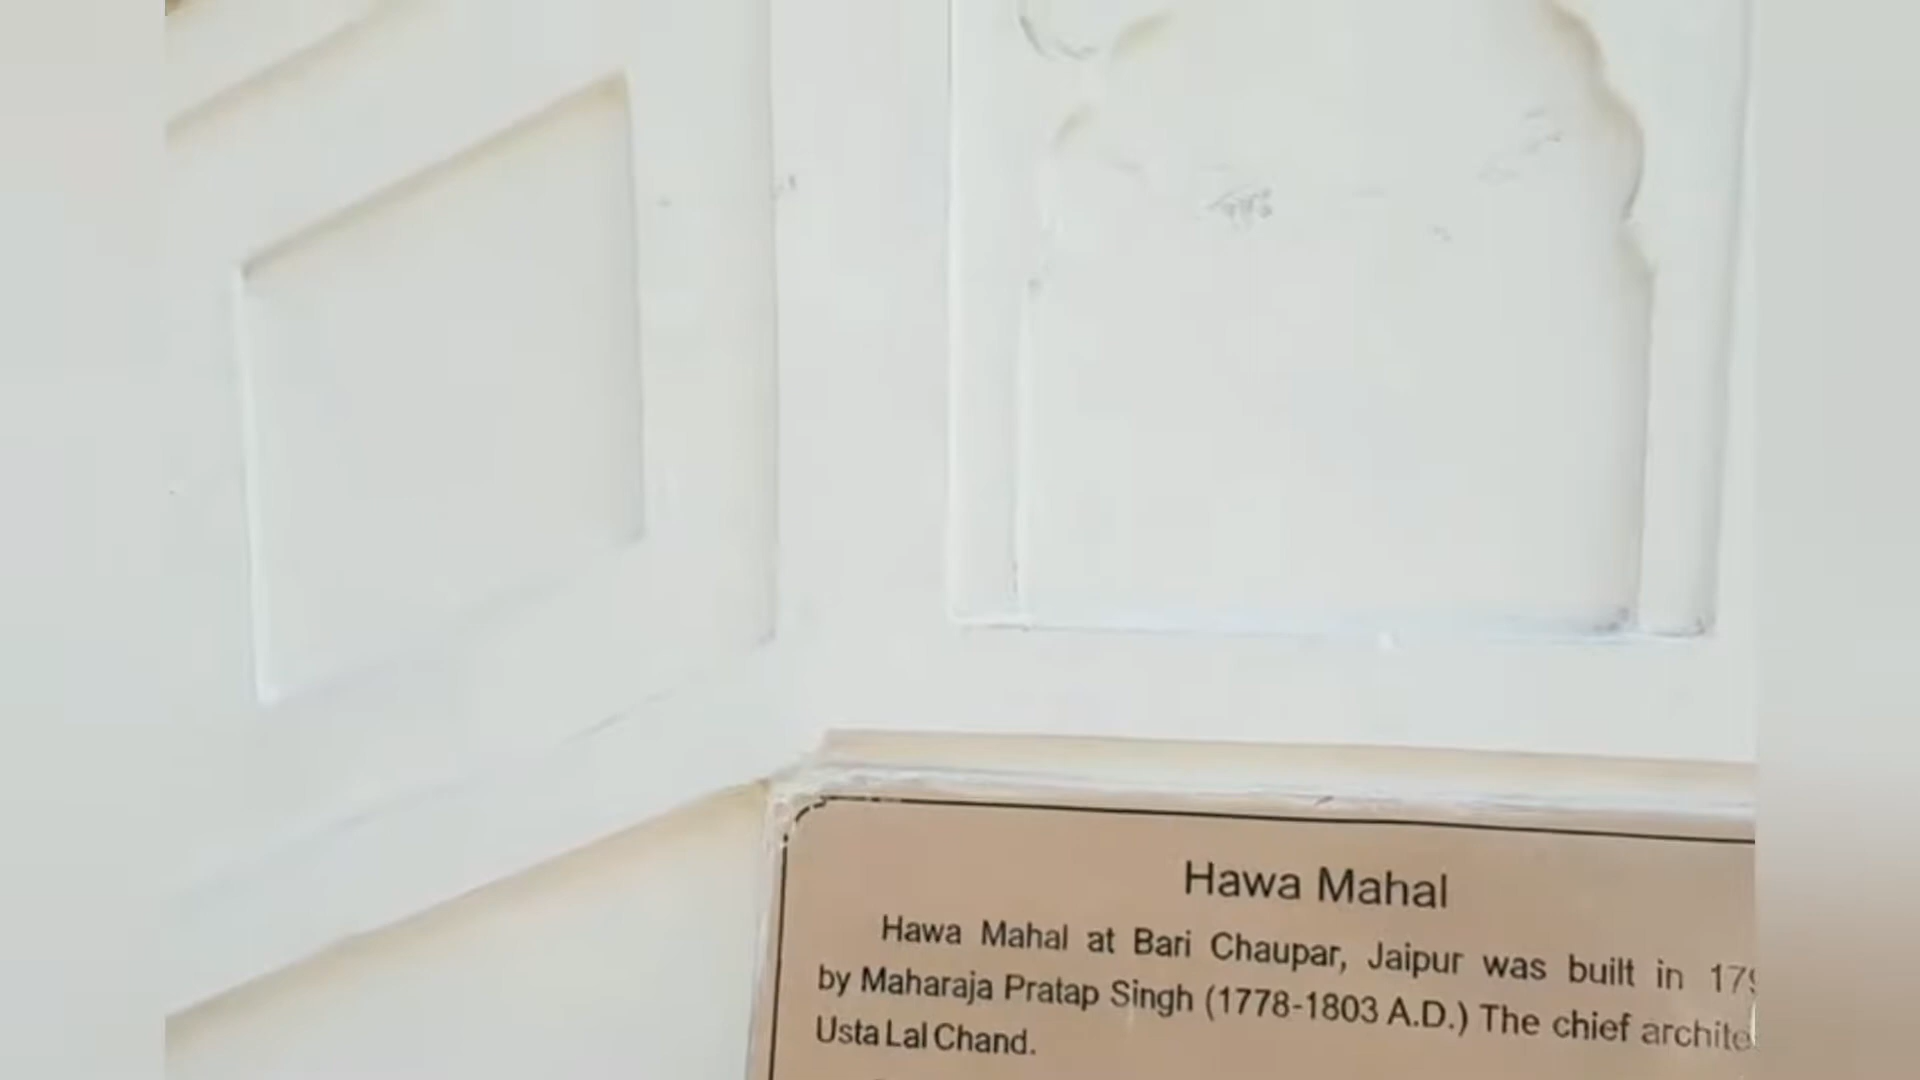 Hawa Mahal
Hawa Mahal at Bari Chaupar, Jaipur was built in
by Maharaja Pratap Singh (1778-1803 A.D.) The chief
Usta Lal Chand.